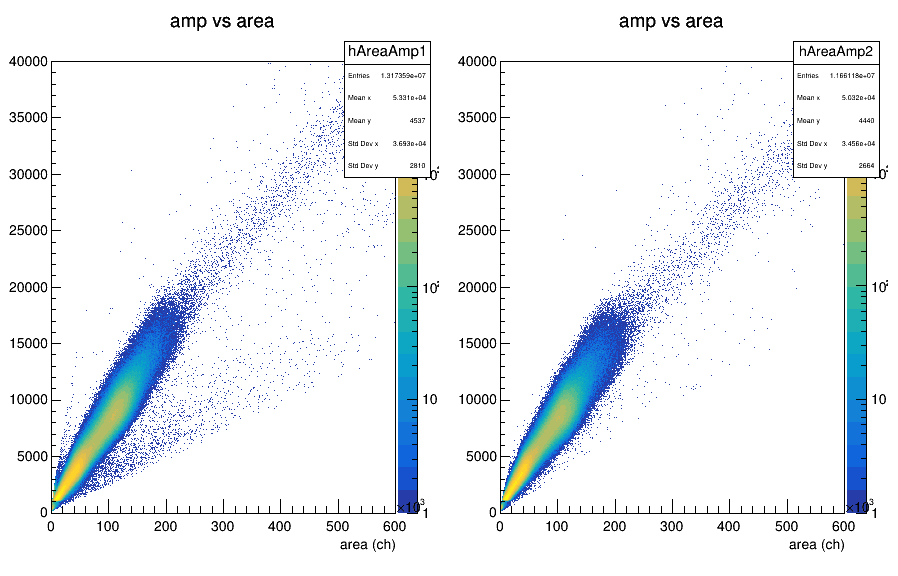 amp vs area
hAreaAmp1
Entries 1.317359e+07
Mean x 5.331e+04
Mean y 4537
Std Dev x 3.693e+04
Std Dev y 2810
40000
35000
30000
25000
20000
15000
10000
5000
0
0 100 200 300 400 500 600
×10³
area (ch)
10
1
amp vs area
hAreaAmp2
Entries 1.166118e+07
Mean x 5.032e+04
Mean y 4440
Std Dev x 3.456e+04
Std Dev y 2664
40000
35000
30000
25000
20000
15000
10000
5000
0
0 100 200 300 400 500 600
×10³
area (ch)
10²
10
1